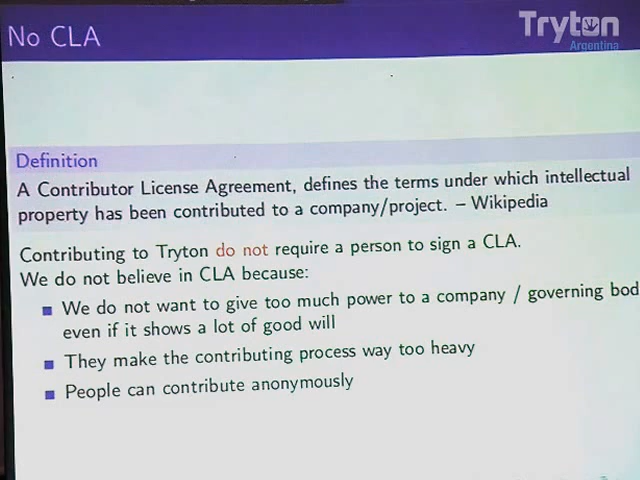 No CLA
Tryton
Argentina
Definition
A Contributor License Agreement, defines the terms under which intellectual
property has been contributed to a company/project. – Wikipedia
Contributing to Tryton do not require a person to sign a CLA.
We do not believe in CLA because:
We do not want to give too much power to a company / governing bod
even if it shows a lot of good will
They make the contributing process way too heavy
People can contribute anonymously